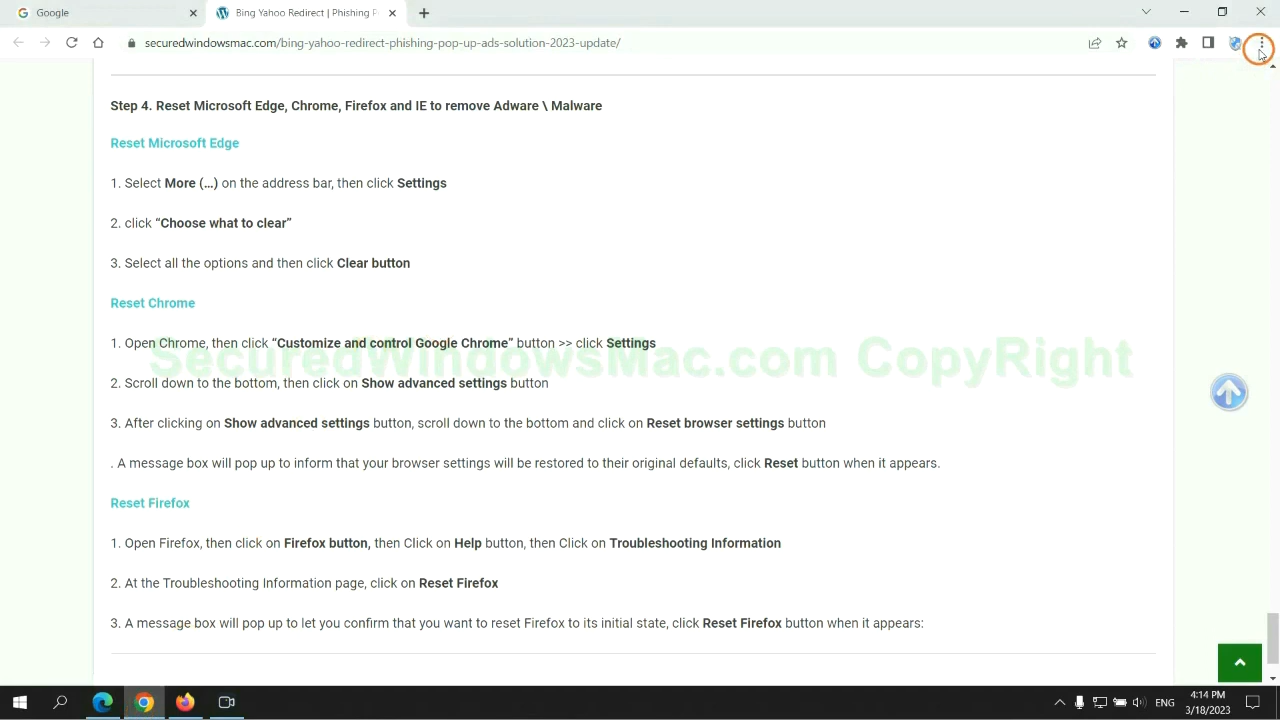 Google
Bing Yahoo Redirect | Phishing P
securedwindowsmac.com/bing-yahoo-redirect-phishing-pop-up-ads-solution-2023-update/
Step 4. Reset Microsoft Edge, Chrome, Firefox and IE to remove Adware \ Malware
Reset Microsoft Edge
1. Select More (…) on the address bar, then click Settings
2. click “Choose what to clear”
3. Select all the options and then click Clear button
Reset Chrome
1. Open Chrome, then click “Customize and control Google Chrome” button >> click Settings
SecuredWindowsMac.com CopyRight
2. Scroll down to the bottom, then click on Show advanced settings button
3. After clicking on Show advanced settings button, scroll down to the bottom and click on Reset browser settings button
. A message box will pop up to inform that your browser settings will be restored to their original defaults, click Reset button when it appears.
Reset Firefox
1. Open Firefox, then click on Firefox button, then Click on Help button, then Click on Troubleshooting Information
2. At the Troubleshooting Information page, click on Reset Firefox
3. A message box will pop up to let you confirm that you want to reset Firefox to its initial state, click Reset Firefox button when it appears:
ENG
4:14 PM
3/18/2023